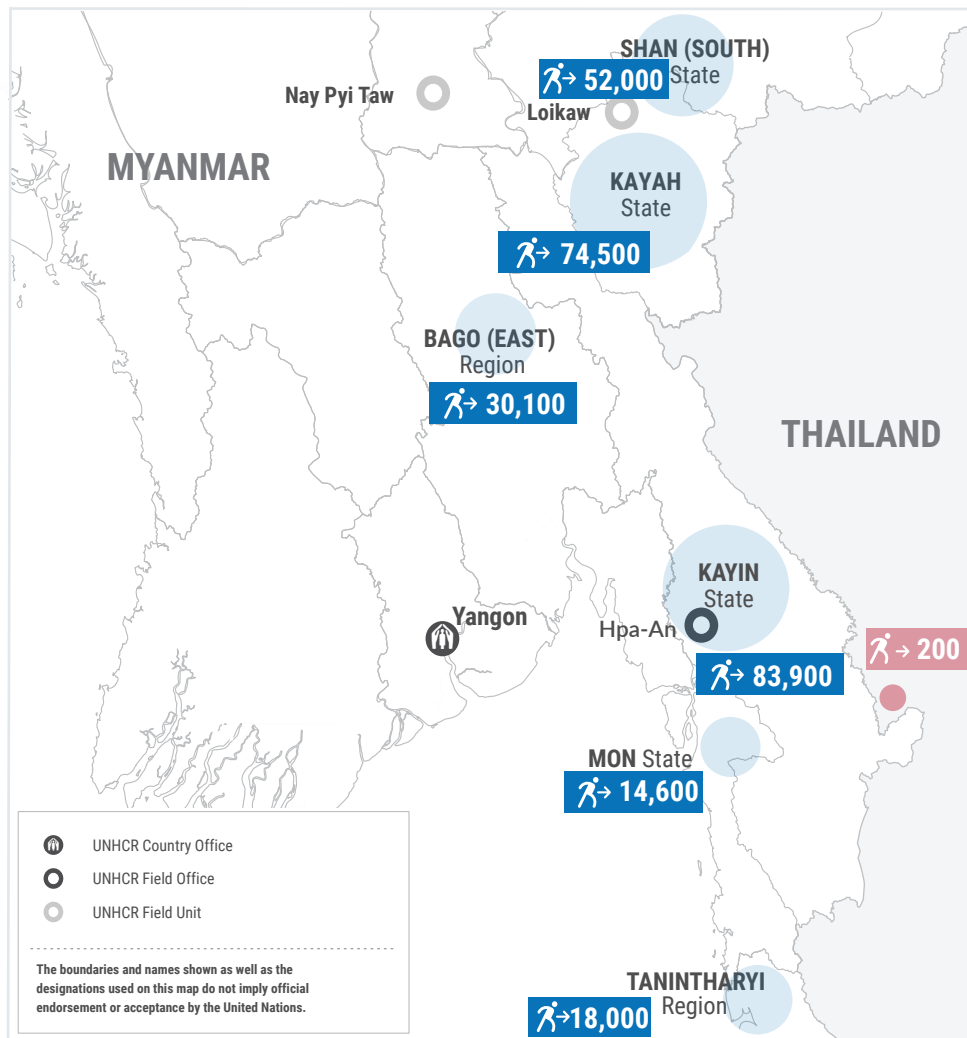 SHAN (SOUTH)
State
52,000
Nay Pyi Taw
Loikaw
MYANMAR
KAYAH
State
74,500
BAGO (EAST)
Region
30,100
THAILAND
KAYIN
State
Yangon
Hpa-An
200
83,900
MON State
14,600
UNHCR Country Office
UNHCR Field Office
UNHCR Field Unit
The boundaries and names shown as well as the
designations used on this map do not imply official
endorsement or acceptance by the United Nations.
TANINTHARYI
Region
18,000